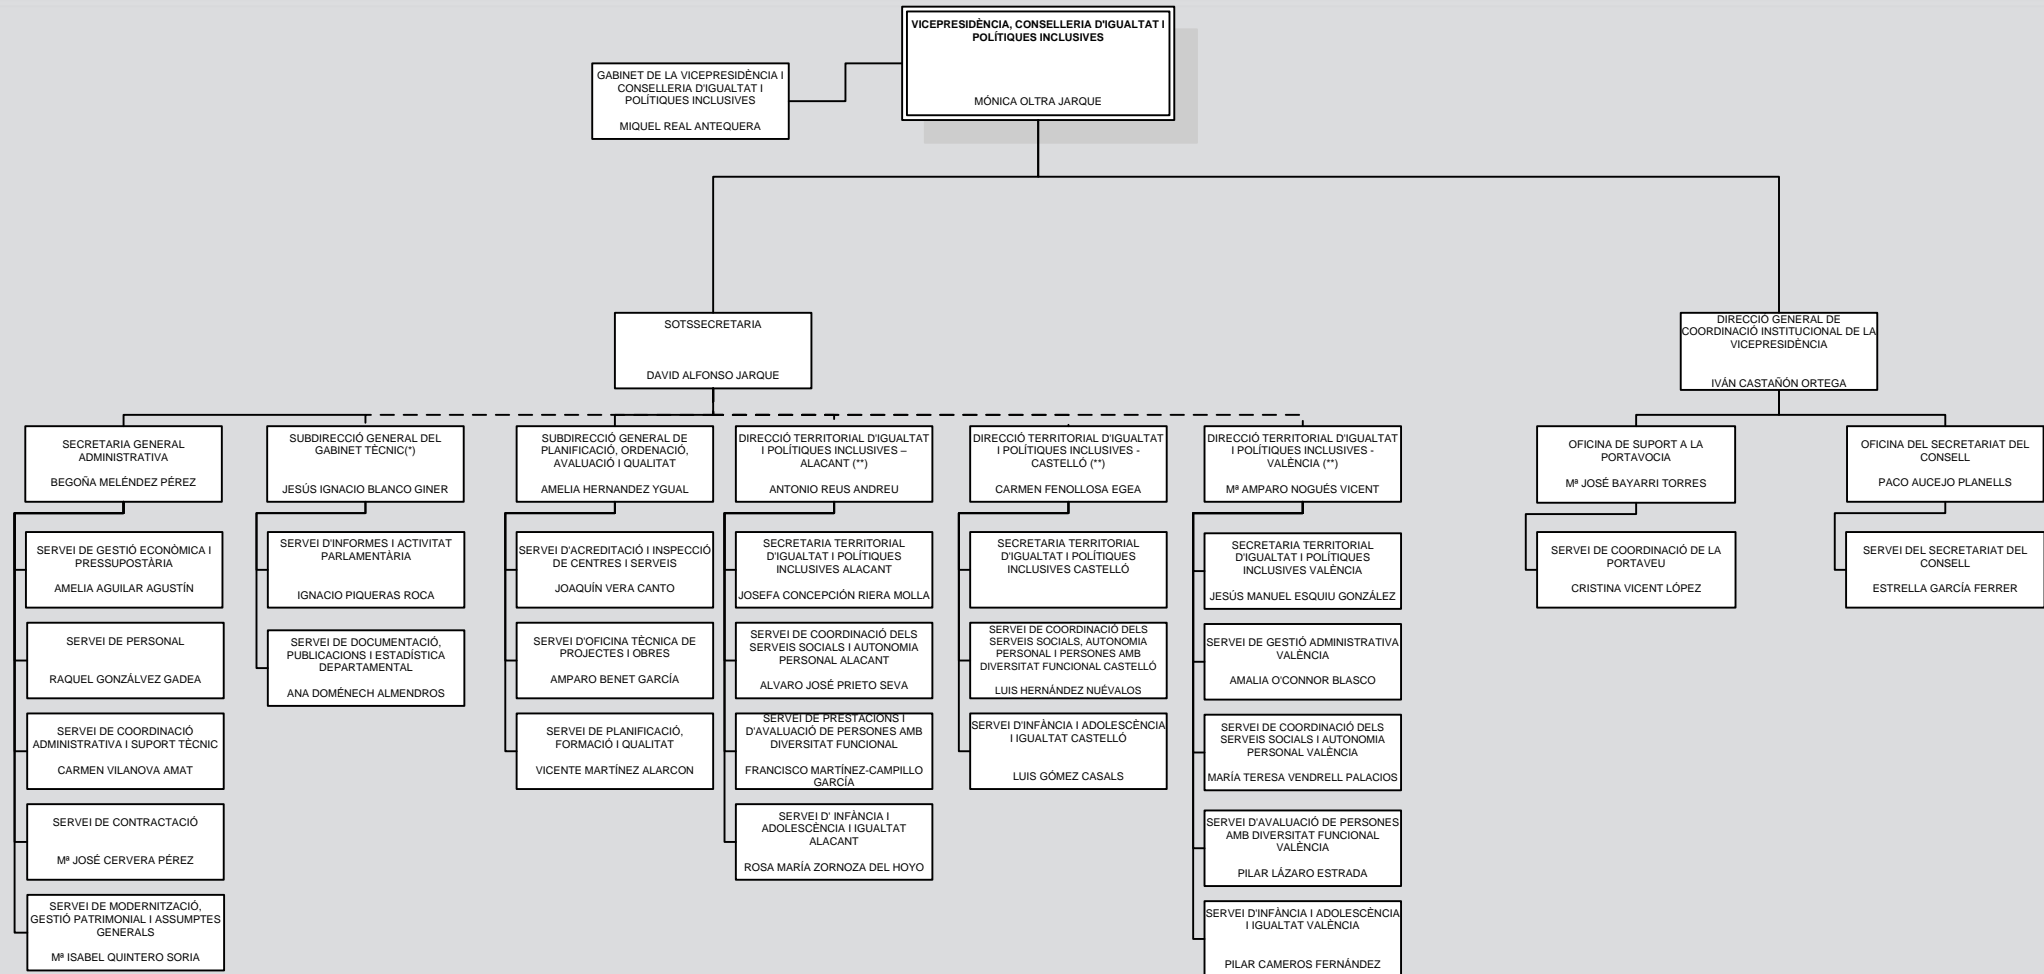 VICEPRESIDÈNCIA, CONSELLERIA D'IGUALTAT I
POLÍTIQUES INCLUSIVES
MÓNICA OLTRA JARQUE
GABINET DE LA VICEPRESIDÈNCIA I
CONSELLERIA D'IGUALTAT I
POLÍTIQUES INCLUSIVES
MIQUEL REAL ANTEQUERA
SOTSSECRETARIA
DAVID ALFONSO JARQUE
DIRECCIÓ GENERAL DE
COORDINACIÓ INSTITUCIONAL DE LA
VICEPRESIDÈNCIA
IVÁN CASTAÑÓN ORTEGA
SECRETARIA GENERAL
ADMINISTRATIVA
BEGOÑA MELÉNDEZ PÉREZ
SERVEI DE GESTIÓ ECONÒMICA I
PRESSUPOSTÀRIA
AMELIA AGUILAR AGUSTÍN
SERVEI DE PERSONAL
RAQUEL GONZÁLVEZ GADEA
SERVEI DE COORDINACIÓ
ADMINISTRATIVA I SUPORT TÈCNIC
CARMEN VILANOVA AMAT
SERVEI DE CONTRACTACIÓ
Mª JOSÉ CERVERA PÉREZ
SERVEI DE MODERNITZACIÓ,
GESTIÓ PATRIMONIAL I ASSUMPTES
GENERALS
Mª ISABEL QUINTERO SORIA
SUBDIRECCIÓ GENERAL DEL
GABINET TÈCNIC(*)
JESÚS IGNACIO BLANCO GINER
SERVEI D'INFORMES I ACTIVITAT
PARLAMENTÀRIA
IGNACIO PIQUERAS ROCA
SERVEI DE DOCUMENTACIÓ,
PUBLICACIONS I ESTADÍSTICA
DEPARTAMENTAL
ANA DOMÉNECH ALMENDROS
SUBDIRECCIÓ GENERAL DE
PLANIFICACIÓ, ORDENACIÓ,
AVALUACIÓ I QUALITAT
AMELIA HERNANDEZ YGUAL
SERVEI D'ACREDITACIÓ I INSPECCIÓ
DE CENTRES I SERVEIS
JOAQUÍN VERA CANTO
SERVEI D'OFICINA TÈCNICA DE
PROJECTES I OBRES
AMPARO BENET GARCÍA
SERVEI DE PLANIFICACIÓ,
FORMACIÓ I QUALITAT
VICENTE MARTÍNEZ ALARCON
DIRECCIÓ TERRITORIAL D'IGUALTAT
I POLÍTIQUES INCLUSIVES –
ALACANT (**)
ANTONIO REUS ANDREU
SECRETARIA TERRITORIAL
D'IGUALTAT I POLÍTIQUES
INCLUSIVES ALACANT
JOSEFA CONCEPCIÓN RIERA MOLLA
SERVEI DE COORDINACIÓ DELS
SERVEIS SOCIALS I AUTONOMIA
PERSONAL ALACANT
ALVARO JOSÉ PRIETO SEVA
SERVEI DE PRESTACIONS I
D'AVALUACIÓ DE PERSONES AMB
DIVERSITAT FUNCIONAL
FRANCISCO MARTÍNEZ-CAMPILLO
GARCÍA
SERVEI D' INFÀNCIA I
ADOLESCÈNCIA I IGUALTAT
ALACANT
ROSA MARÍA ZORNOZA DEL HOYO
DIRECCIÓ TERRITORIAL D'IGUALTAT
I POLÍTIQUES INCLUSIVES -
CASTELLÓ (**)
CARMEN FENOLLOSA EGEA
SECRETARIA TERRITORIAL
D'IGUALTAT I POLÍTIQUES
INCLUSIVES CASTELLÓ
SERVEI DE COORDINACIÓ DELS
SERVEIS SOCIALS, AUTONOMIA
PERSONAL I PERSONES AMB
DIVERSITAT FUNCIONAL CASTELLÓ
LUIS HERNÁNDEZ NUÉVALOS
SERVEI D'INFÀNCIA I ADOLESCÈNCIA
I IGUALTAT CASTELLÓ
LUIS GÓMEZ CASALS
DIRECCIÓ TERRITORIAL D'IGUALTAT
I POLÍTIQUES INCLUSIVES -
VALÈNCIA (**)
Mª AMPARO NOGUÉS VICENT
SECRETARIA TERRITORIAL
D'IGUALTAT I POLÍTIQUES
INCLUSIVES VALÈNCIA
JESÚS MANUEL ESQUIU GONZÁLEZ
SERVEI DE GESTIÓ ADMINISTRATIVA
VALÈNCIA
AMALIA O'CONNOR BLASCO
SERVEI DE COORDINACIÓ DELS
SERVEIS SOCIALS I AUTONOMIA
PERSONAL VALÈNCIA
MARÍA TERESA VENDRELL PALACIOS
SERVEI D'AVALUACIÓ DE PERSONES
AMB DIVERSITAT FUNCIONAL
VALÈNCIA
PILAR LÁZARO ESTRADA
SERVEI D'INFÀNCIA I ADOLESCÈNCIA
I IGUALTAT VALÈNCIA
PILAR CAMEROS FERNÁNDEZ
OFICINA DE SUPORT A LA
PORTAVOCIA
Mª JOSÉ BAYARRI TORRES
SERVEI DE COORDINACIÓ DE LA
PORTAVEU
CRISTINA VICENT LÓPEZ
OFICINA DEL SECRETARIAT DEL
CONSELL
PACO AUCEJO PLANELLS
SERVEI DEL SECRETARIAT DEL
CONSELL
ESTRELLA GARCÍA FERRER